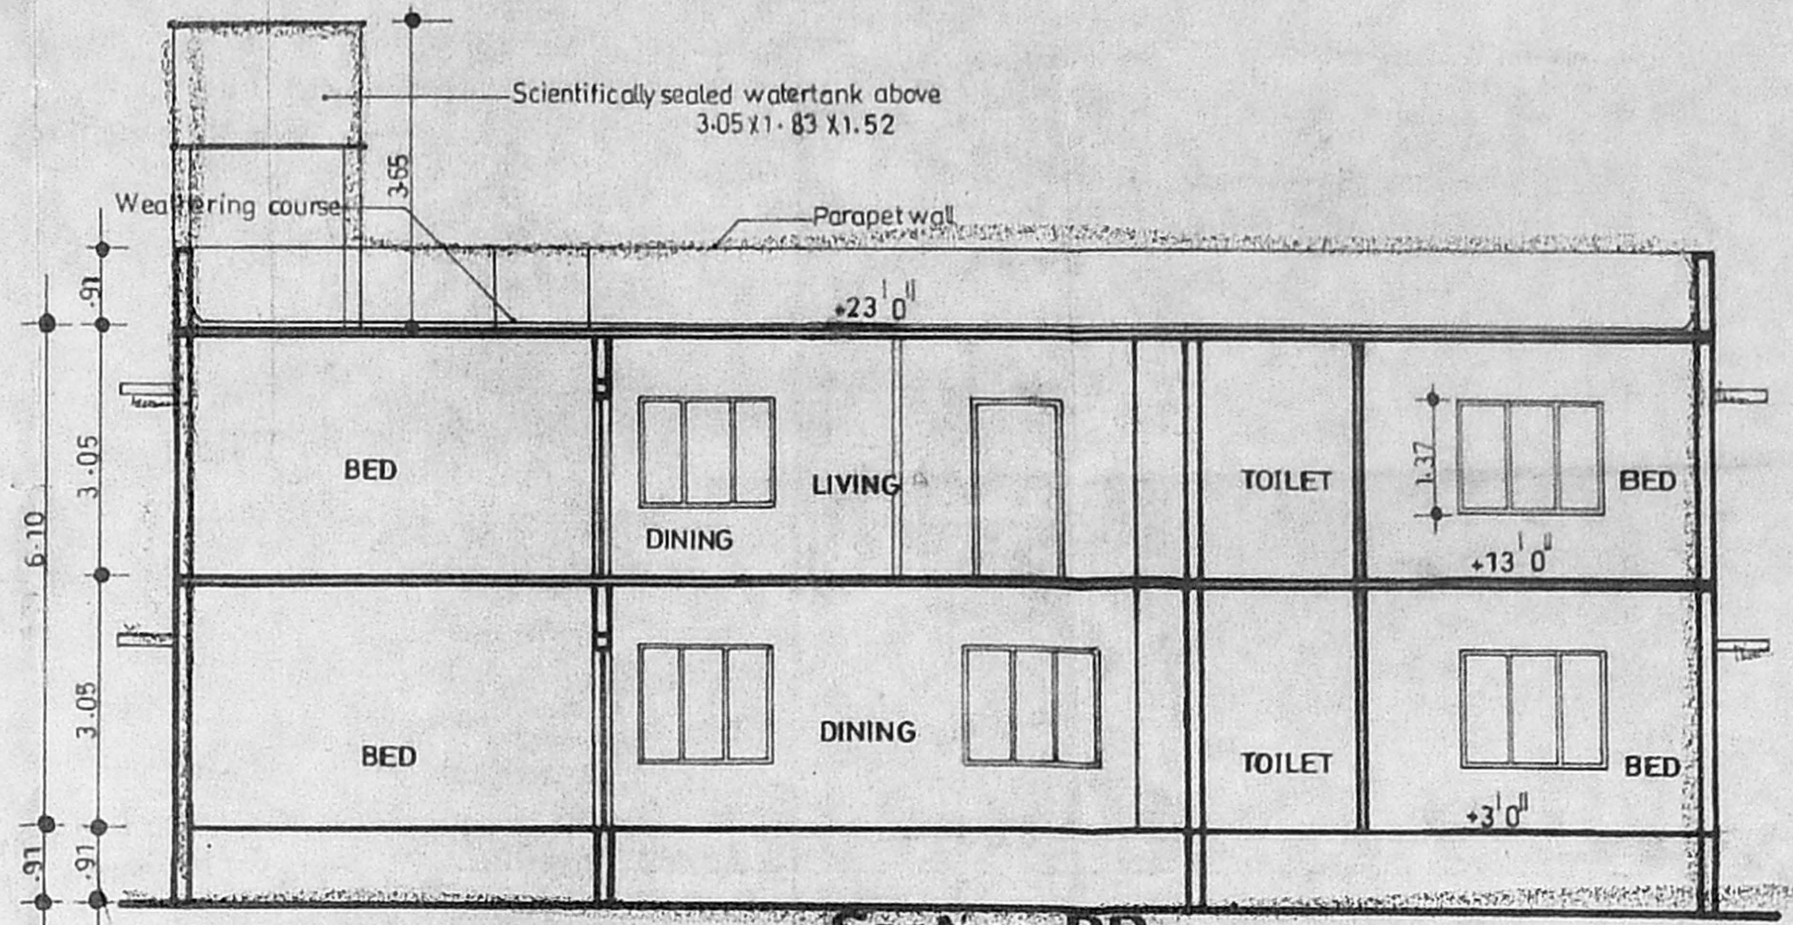 Scientifically sealed watertank above
3.05 X 1.83 X 1.52
3.65
Weathering course
Parapet wall
.91
+23'0"
3.05
6.10
BED
LIVING
DINING
TOILET
1.37
BED
+13'0"
3.05
BED
DINING
TOILET
BED
+3'0"
.91
.91